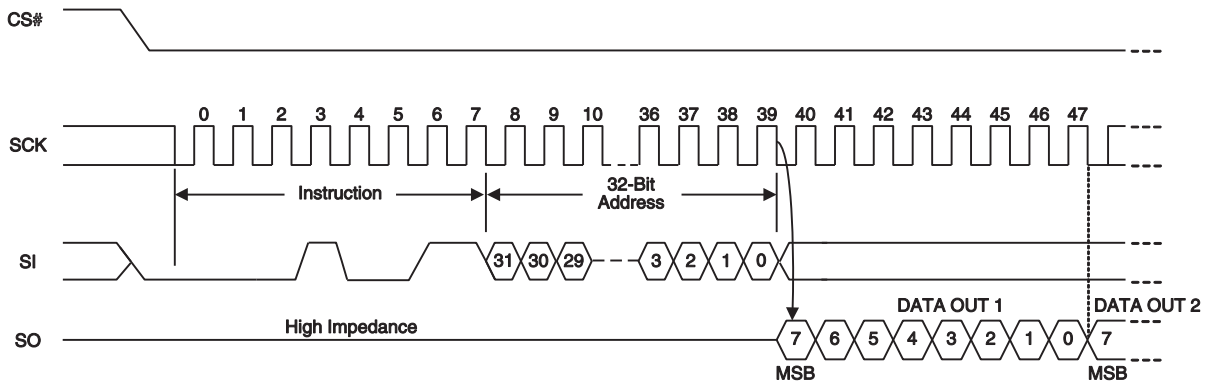 CS#
0 1 2 3 4 5 6 7 8 9 10 36 37 38 39 40 41 42 43 44 45 46 47
SCK
Instruction
32-Bit
Address
SI
31 30 29 3 2 1 0
DATA OUT 1
DATA OUT 2
High Impedance
SO
7 6 5 4 3 2 1 0 7
MSB
MSB